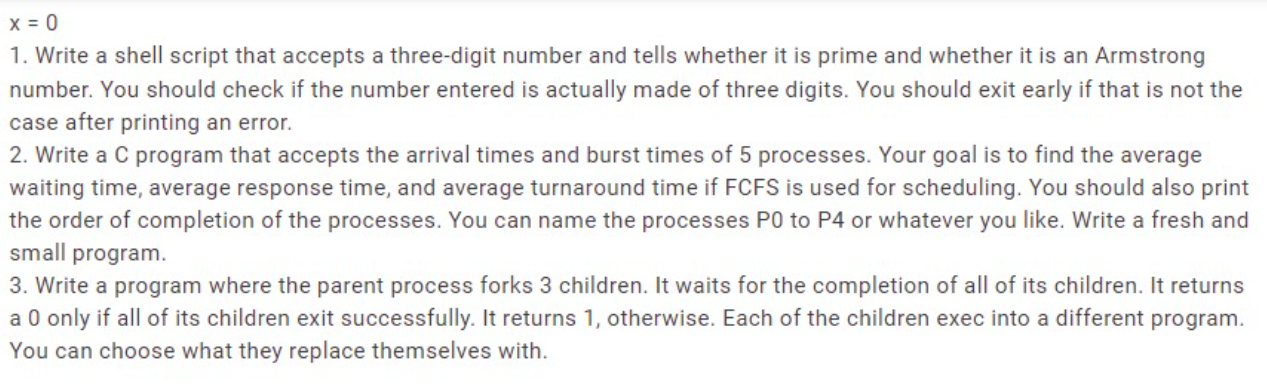 x = 0
1. Write a shell script that accepts a three-digit number and tells whether it is prime and whether it is an Armstrong
number. You should check if the number entered is actually made of three digits. You should exit early if that is not the
case after printing an error.
2. Write a C program that accepts the arrival times and burst times of 5 processes. Your goal is to find the average
waiting time, average response time, and average turnaround time if FCFS is used for scheduling. You should also print
the order of completion of the processes. You can name the processes P0 to P4 or whatever you like. Write a fresh and
small program.
3. Write a program where the parent process forks 3 children. It waits for the completion of all of its children. It returns
a 0 only if all of its children exit successfully. It returns 1, otherwise. Each of the children exec into a different program.
You can choose what they replace themselves with.